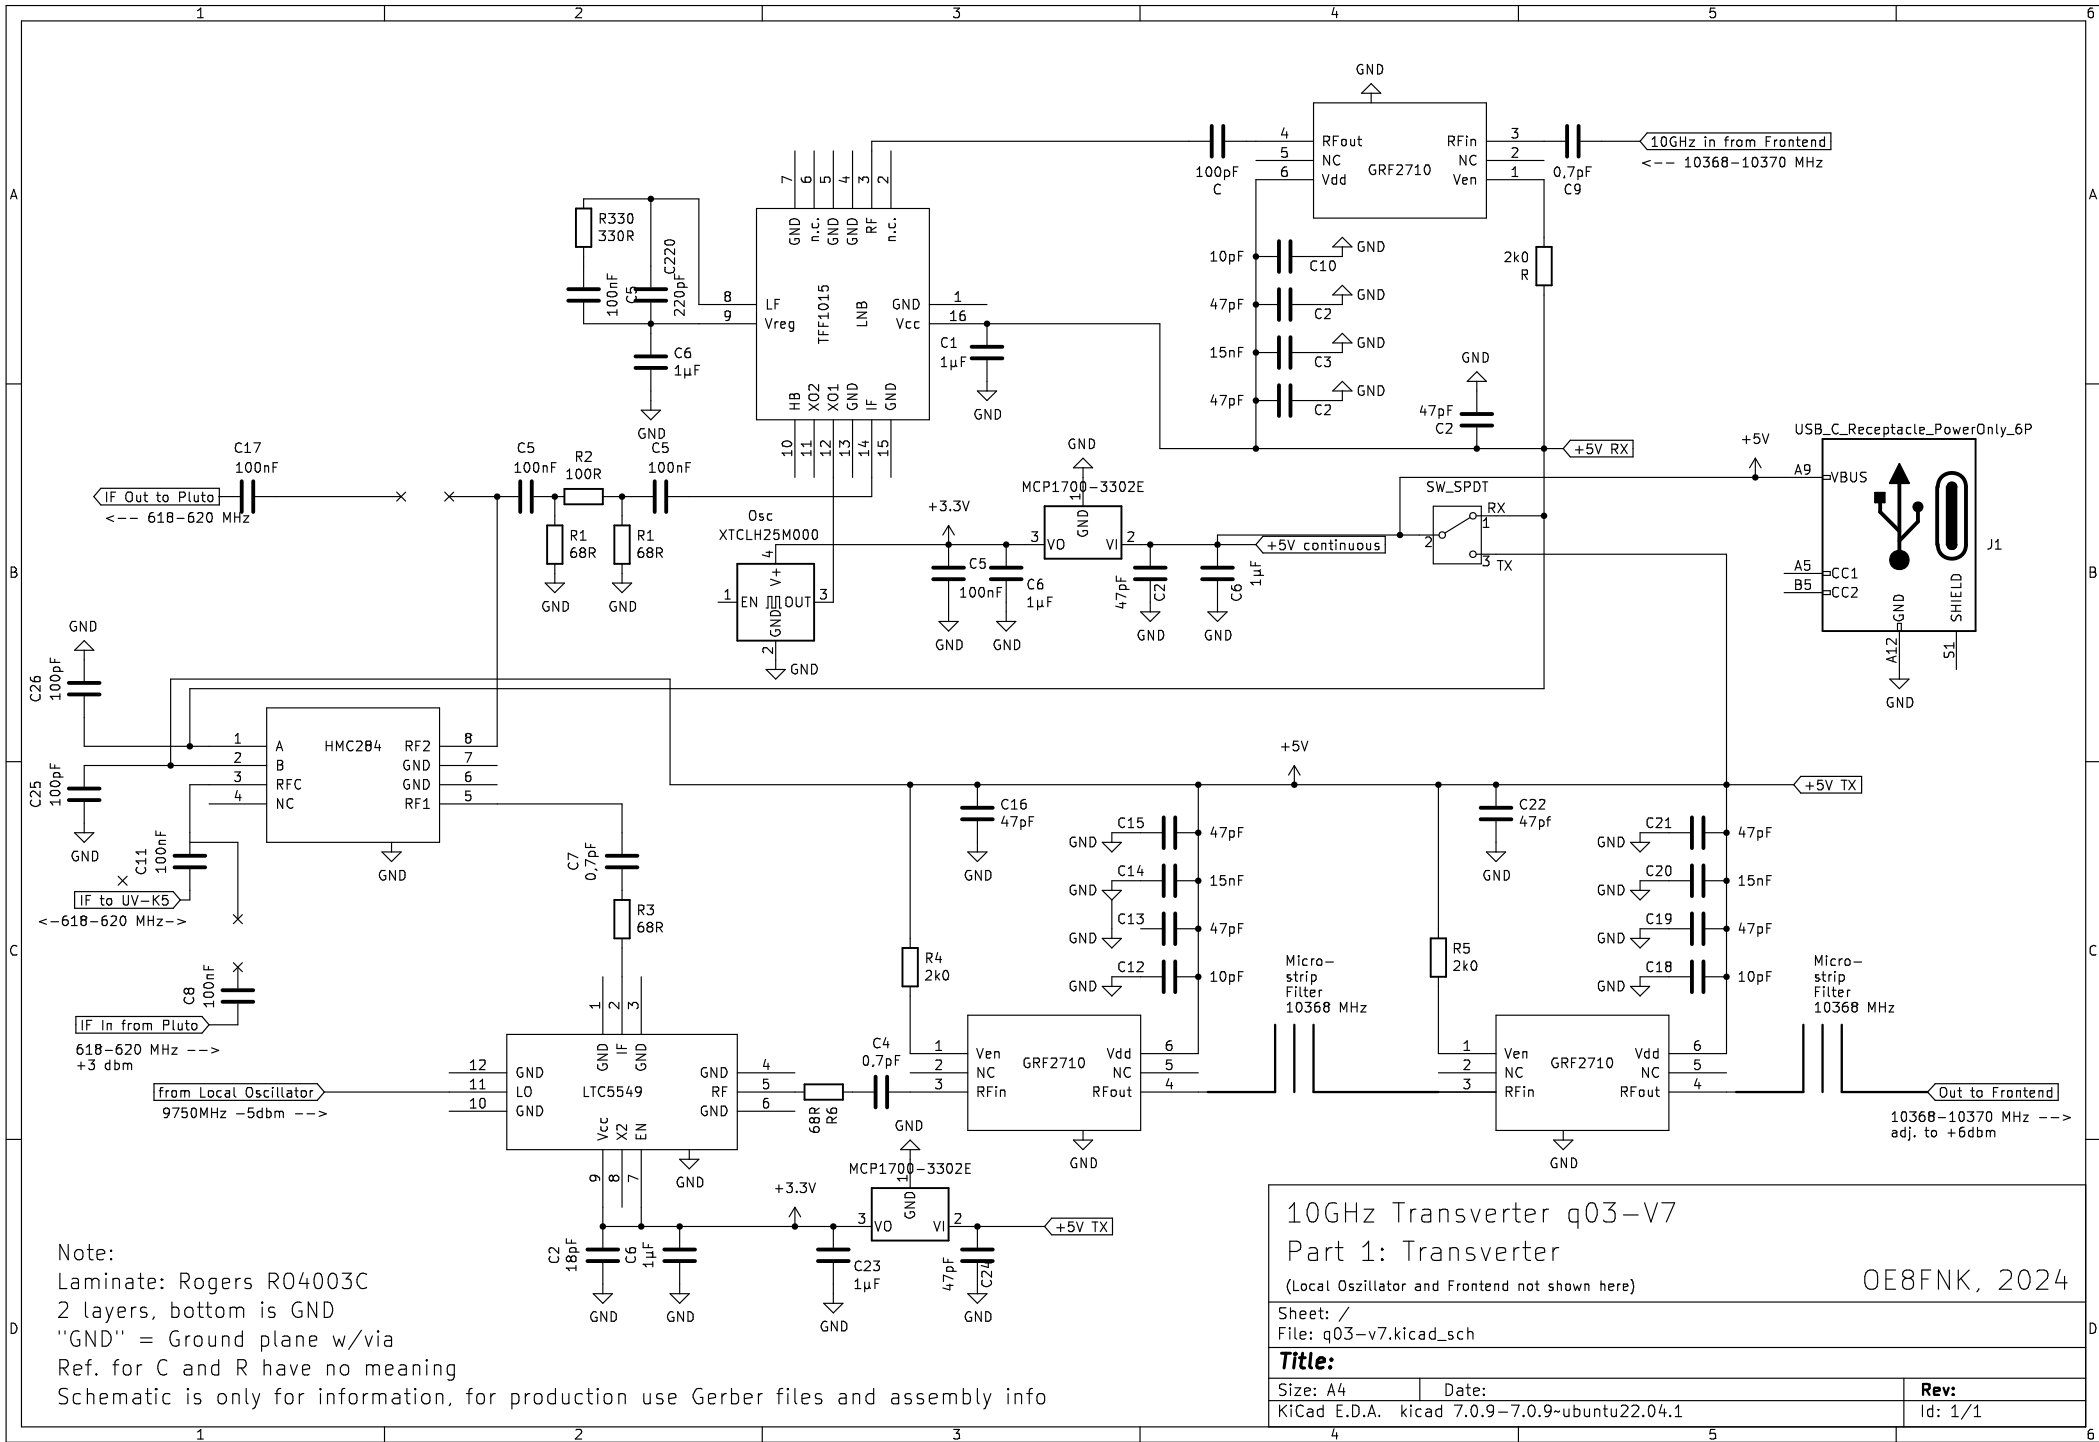 1
2
3
4
5
6
A
B
C
D
A
B
C
D
1
2
3
4
5
6
GND
4
5
6
RFout
NC
Vdd
GRF2710
RFin
NC
Ven
3
2
1
100pF
C
0,7pF
C9
10GHz in from Frontend
<-- 10368-10370 MHz
10pF
C10
GND
47pF
C2
GND
15nF
C3
GND
47pF
C2
GND
2k0
R
GND
47pF
C2
+5V RX
R330
330R
100nF
C5
C220
220pF
C6
1µF
GND
7
6
5
4
3
2
GND
n.c.
GND
GND
RF
n.c.
8
9
LF
Vreg
TFF1015
LNB
GND
Vcc
1
16
HB
XO2
XO1
GND
IF
GND
10
11
12
13
14
15
C1
1µF
GND
C17
100nF
IF Out to Pluto
<-- 618-620 MHz
C5
100nF
R2
100R
C5
100nF
R1
68R
R1
68R
GND
GND
Osc
XTCLH25M000
4
V+
1
EN
OUT
3
GND
2
GND
+3.3V
GND
MCP1700-3302E
1
GND
3
VO
VI
2
C5
100nF
GND
C6
1µF
GND
47pF
C2
GND
C6
1µF
GND
+5V continuous
SW_SPDT
RX
1
2
3
TX
+5V
USB_C_Receptacle_PowerOnly_6P
A9
VBUS
A5
CC1
B5
CC2
GND
SHIELD
A12
S1
J1
GND
GND
C26
100pF
C25
100pF
GND
1
2
3
4
A
B
RFC
NC
HMC284
RF2
GND
GND
RF1
8
7
6
5
GND
C11
100nF
IF to UV-K5
<-618-620 MHz->
C8
100nF
IF In from Pluto
618-620 MHz -->
+3 dbm
C7
0,7pF
R3
68R
1
2
3
GND
IF
GND
12
11
10
GND
LO
GND
LTC5549
GND
RF
GND
4
5
6
Vcc
X2
EN
9
8
7
GND
from Local Oscillator
9750MHz -5dbm -->
68R
R6
C4
0,7pF
+5V
+5V TX
C16
47pF
GND
R4
2k0
C15
47pF
GND
C14
15nF
GND
C13
47pF
GND
C12
10pF
GND
1
2
3
Ven
NC
RFin
GRF2710
Vdd
NC
RFout
6
5
4
GND
Micro-
strip
Filter
10368 MHz
C22
47pf
GND
R5
2k0
C21
47pF
GND
C20
15nF
GND
C19
47pF
GND
C18
10pF
GND
1
2
3
Ven
NC
RFin
GRF2710
Vdd
NC
RFout
6
5
4
GND
Micro-
strip
Filter
10368 MHz
Out to Frontend
10368-10370 MHz -->
adj. to +6dbm
GND
MCP1700-3302E
1
GND
3
VO
VI
2
+3.3V
+5V TX
C2
18pF
GND
C6
1µF
GND
C23
1µF
GND
47pF
C24
GND
Note:
Laminate: Rogers RO4003C
2 layers, bottom is GND
"GND" = Ground plane w/via
Ref. for C and R have no meaning
Schematic is only for information, for production use Gerber files and assembly info
10GHz Transverter q03-V7
Part 1: Transverter
(Local Oszillator and Frontend not shown here)
OE8FNK, 2024
Sheet: /
File: q03-v7.kicad_sch
Title:
Size: A4
Date:
Rev:
KiCad E.D.A. kicad 7.0.9-7.0.9~ubuntu22.04.1
Id: 1/1